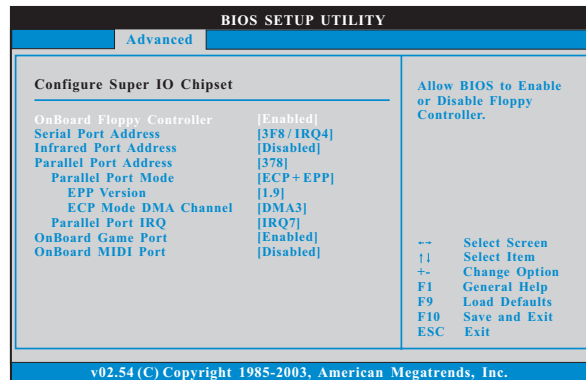 BIOS SETUP UTILITY
Advanced
Configure Super IO Chipset
OnBoard Floppy Controller [Enabled]
Serial Port Address [3F8 / IRQ4]
Infrared Port Address [Disabled]
Parallel Port Address [378]
Parallel Port Mode [ECP + EPP]
EPP Version [1.9]
ECP Mode DMA Channel [DMA3]
Parallel Port IRQ [IRQ7]
OnBoard Game Port [Enabled]
OnBoard MIDI Port [Disabled]
Allow BIOS to Enable
or Disable Floppy
Controller.
←→ Select Screen
↑↓ Select Item
+- Change Option
F1 General Help
F9 Load Defaults
F10 Save and Exit
ESC Exit
v02.54 (C) Copyright 1985-2003, American Megatrends, Inc.